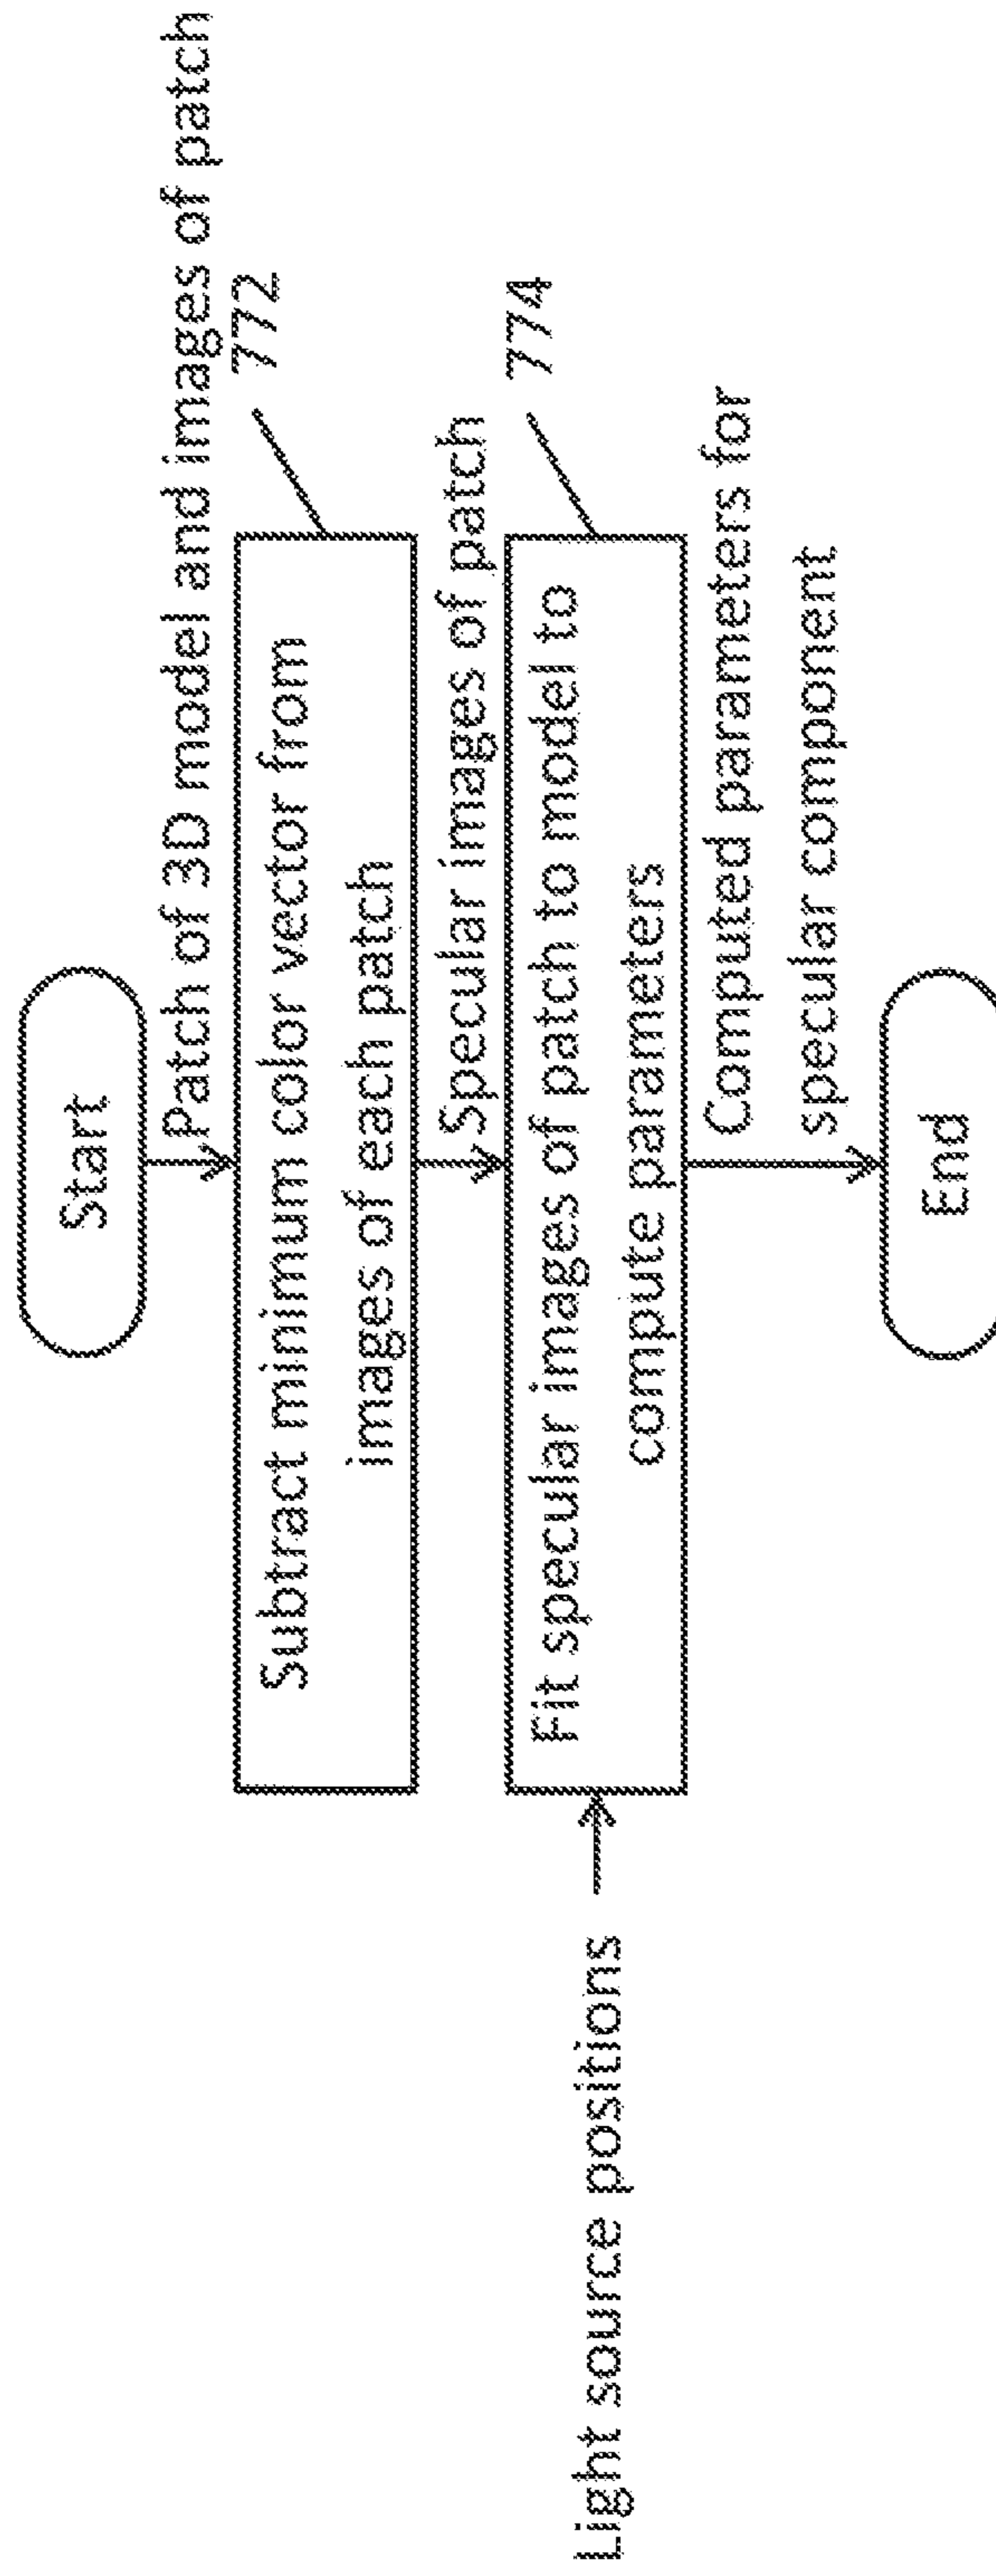 Start
Patch of 3D model and images of patch
772
Subtract minimum color vector from
images of each patch
Specular images of patch
774
Light source positions
Fit specular images of patch to model to
compute parameters
Computed parameters for
specular component
End